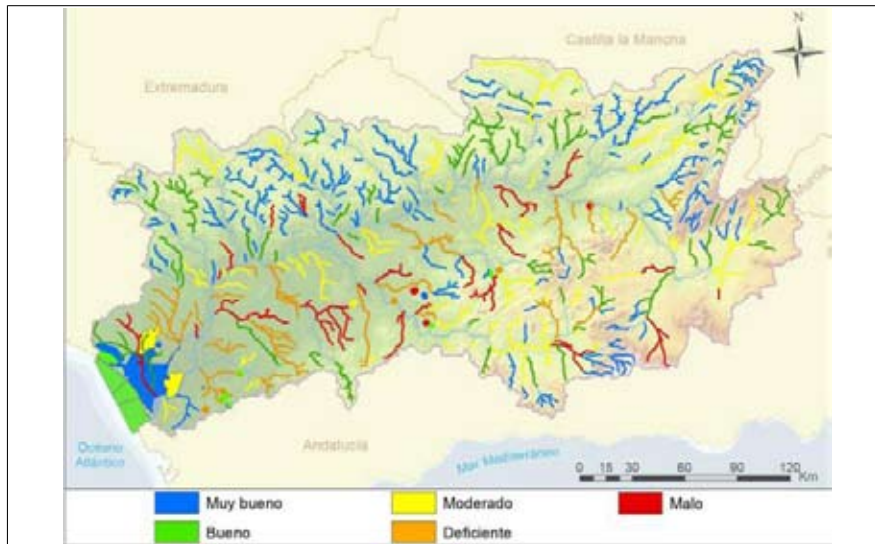 N
Castilla la Mancha
Extremadura
Andalucía
Océano
Atlántico
Mar Mediterráneo
0 15 30 60 90 120
Km
Muy bueno
Moderado
Malo
Bueno
Deficiente